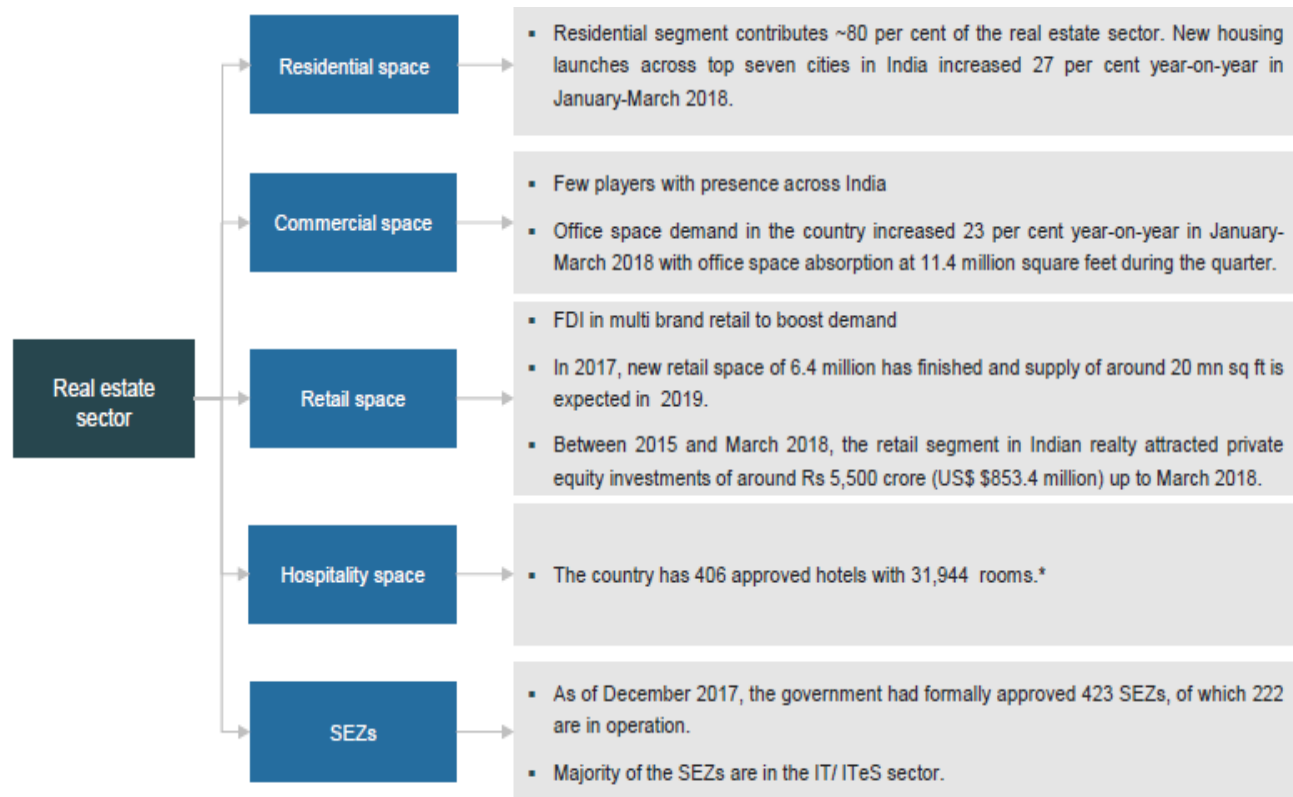 Real estate
sector
Residential space
▪ Residential segment contributes ~80 per cent of the real estate sector. New housing
launches across top seven cities in India increased 27 per cent year-on-year in
January-March 2018.
Commercial space
▪ Few players with presence across India
▪ Office space demand in the country increased 23 per cent year-on-year in January-
March 2018 with office space absorption at 11.4 million square feet during the quarter.
Retail space
▪ FDI in multi brand retail to boost demand
▪ In 2017, new retail space of 6.4 million has finished and supply of around 20 mn sq ft is
expected in 2019.
▪ Between 2015 and March 2018, the retail segment in Indian realty attracted private
equity investments of around Rs 5,500 crore (US$ $853.4 million) up to March 2018.
Hospitality space
▪ The country has 406 approved hotels with 31,944 rooms.*
SEZs
▪ As of December 2017, the government had formally approved 423 SEZs, of which 222
are in operation.
▪ Majority of the SEZs are in the IT/ ITeS sector.